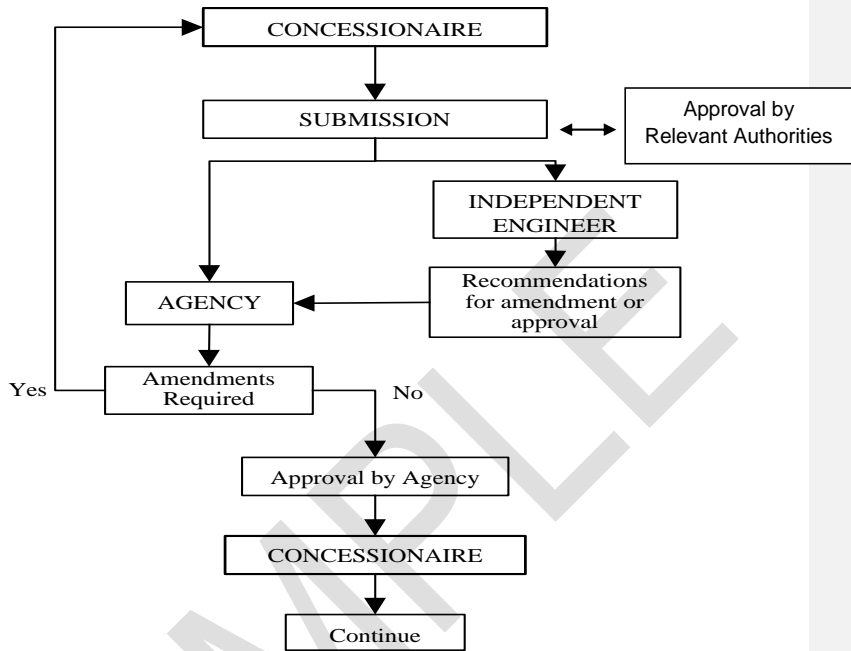 CONCESSIONAIRE
SUBMISSION
Approval by
Relevant Authorities
INDEPENDENT
ENGINEER
AGENCY
Recommendations
for amendment or
approval
Yes
Amendments
Required
No
Approval by Agency
CONCESSIONAIRE
Continue
MPLE